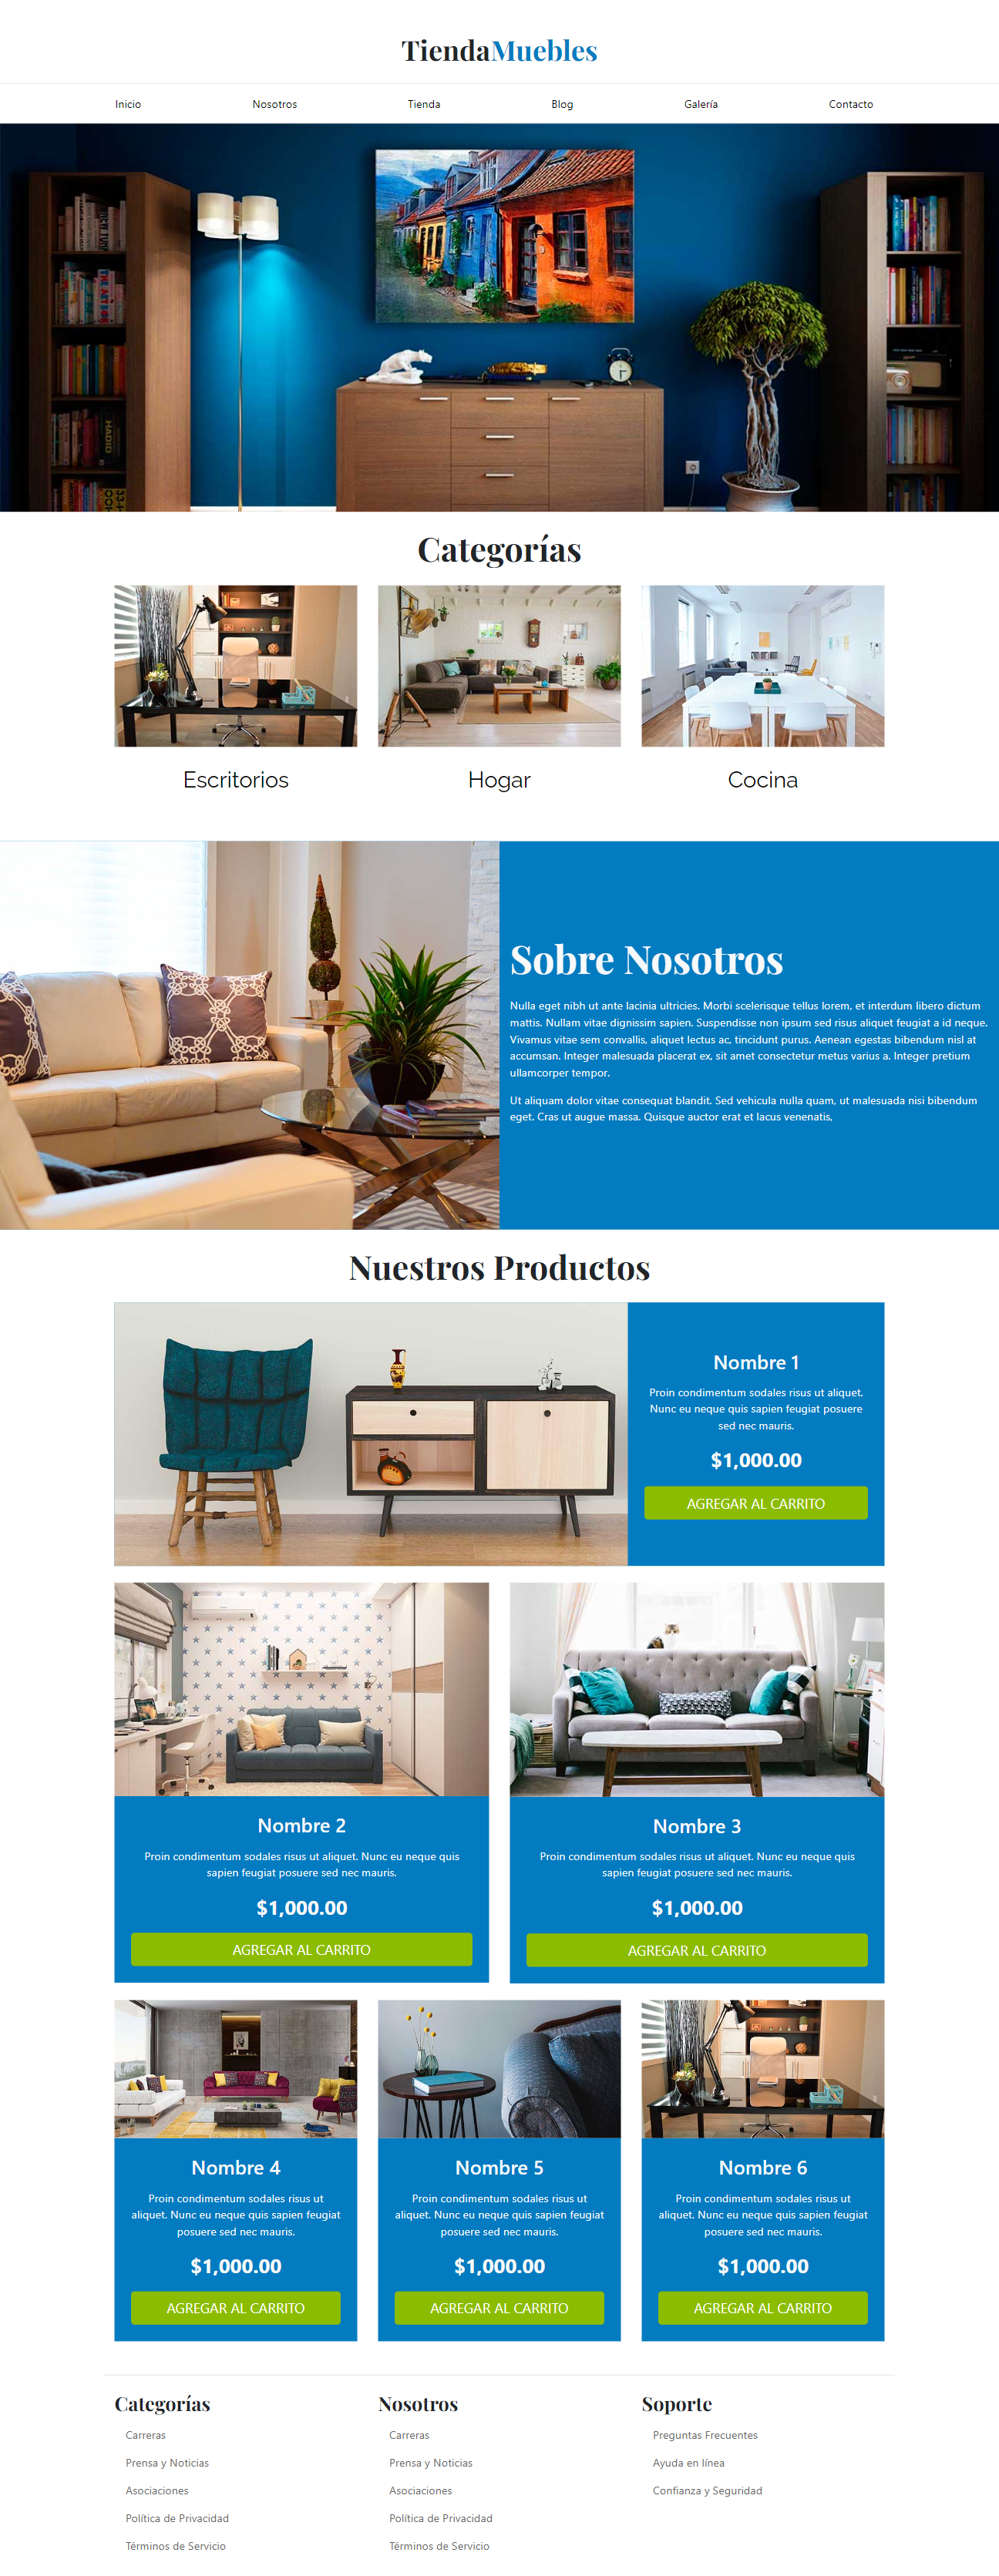 TiendaMuebles
Inicio Nosotros Tienda Blog Galería Contacto
Categorías
Escritorios Hogar Cocina
Sobre Nosotros
Nulla eget nibh ut ante lacinia ultricies. Morbi scelerisque tellus lorem, et interdum libero dictum
mattis. Nullam vitae dignissim sapien. Suspendisse non ipsum sed risus aliquet feugiat a id neque.
Vivamus vitae sem convallis, aliquet lectus ac, tincidunt purus. Aenean egestas bibendum nisl at
accumsan. Integer malesuada placerat ex, sit amet consectetur metus varius a. Integer pretium
ullamcorper tempor.
Ut aliquam dolor vitae consequat blandit. Sed vehicula nulla quam, ut malesuada nisi bibendum
eget. Cras ut augue massa. Quisque auctor erat et lacus venenatis,
Nuestros Productos
Nombre 1
Proin condimentum sodales risus ut aliquet.
Nunc eu neque quis sapien feugiat posuere
sed nec mauris.
$1,000.00
AGREGAR AL CARRITO
Nombre 2
Proin condimentum sodales risus ut aliquet. Nunc eu neque quis
sapien feugiat posuere sed nec mauris.
$1,000.00
AGREGAR AL CARRITO
Nombre 3
Proin condimentum sodales risus ut aliquet. Nunc eu neque quis
sapien feugiat posuere sed nec mauris.
$1,000.00
AGREGAR AL CARRITO
Nombre 4
Proin condimentum sodales risus ut
aliquet. Nunc eu neque quis sapien feugiat
posuere sed nec mauris.
$1,000.00
AGREGAR AL CARRITO
Nombre 5
Proin condimentum sodales risus ut
aliquet. Nunc eu neque quis sapien feugiat
posuere sed nec mauris.
$1,000.00
AGREGAR AL CARRITO
Nombre 6
Proin condimentum sodales risus ut
aliquet. Nunc eu neque quis sapien feugiat
posuere sed nec mauris.
$1,000.00
AGREGAR AL CARRITO
Categorías
Carreras
Prensa y Noticias
Asociaciones
Política de Privacidad
Términos de Servicio
Nosotros
Carreras
Prensa y Noticias
Asociaciones
Política de Privacidad
Términos de Servicio
Soporte
Preguntas Frecuentes
Ayuda en línea
Confianza y Seguridad